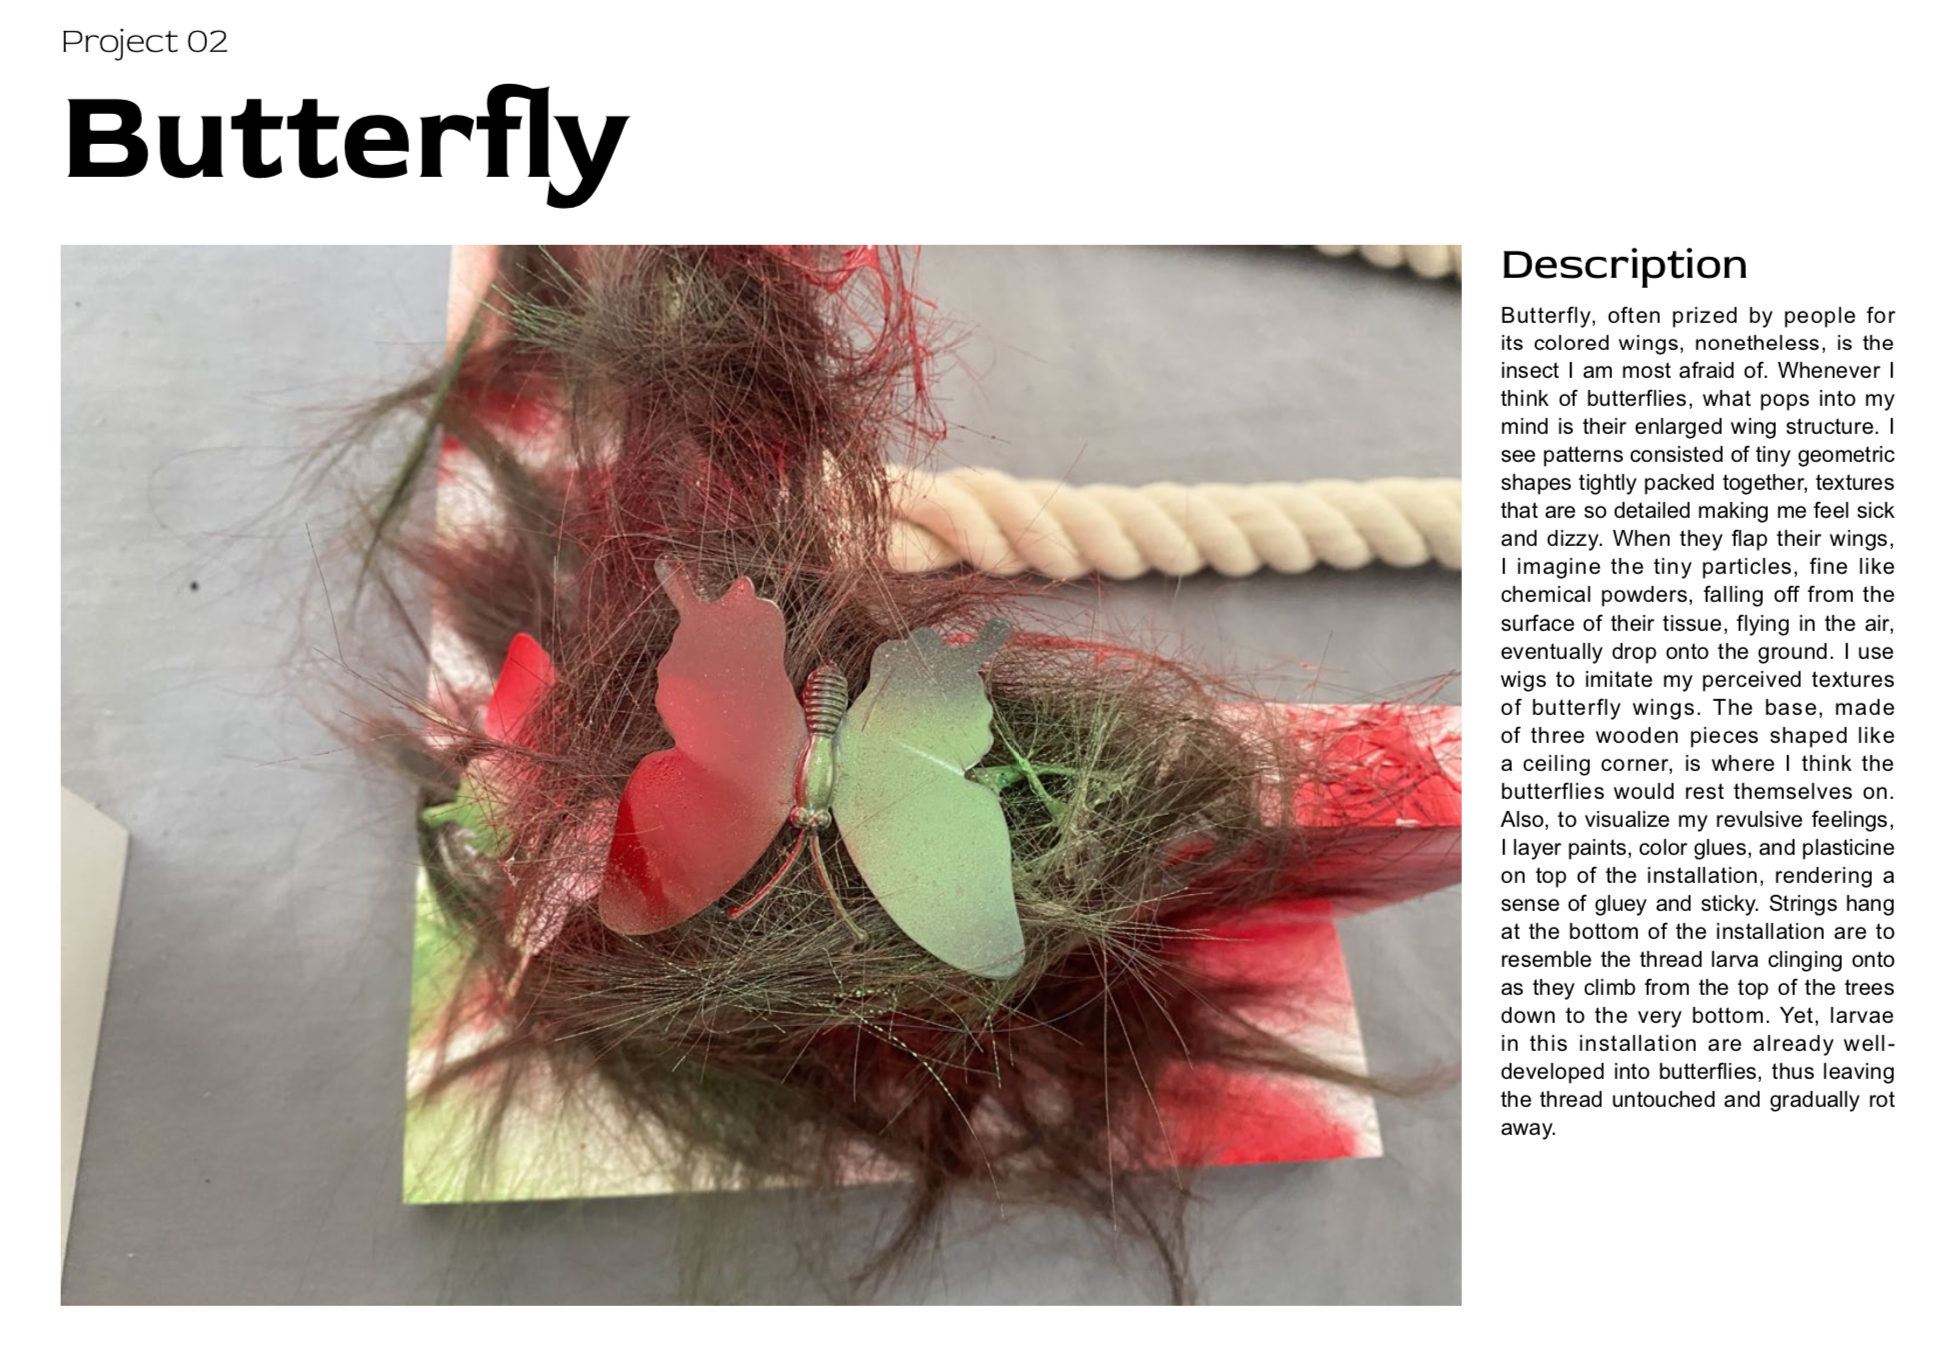 Project 02
Butterfly
Description
Butterfly, often prized by people for
its colored wings, nonetheless, is the
insect I am most afraid of. Whenever I
think of butterflies, what pops into my
mind is their enlarged wing structure. I
see patterns consisted of tiny geometric
shapes tightly packed together, textures
that are so detailed making me feel sick
and dizzy. When they flap their wings,
I imagine the tiny particles, fine like
chemical powders, falling off from the
surface of their tissue, flying in the air,
eventually drop onto the ground. I use
wigs to imitate my perceived textures
of butterfly wings. The base, made
of three wooden pieces shaped like
a ceiling corner, is where I think the
butterflies would rest themselves on.
Also, to visualize my revulsive feelings,
I layer paints, color glues, and plasticine
on top of the installation, rendering a
sense of gluey and sticky. Strings hang
at the bottom of the installation are to
resemble the thread larva clinging onto
as they climb from the top of the trees
down to the very bottom. Yet, larvae
in this installation are already well-
developed into butterflies, thus leaving
the thread untouched and gradually rot
away.